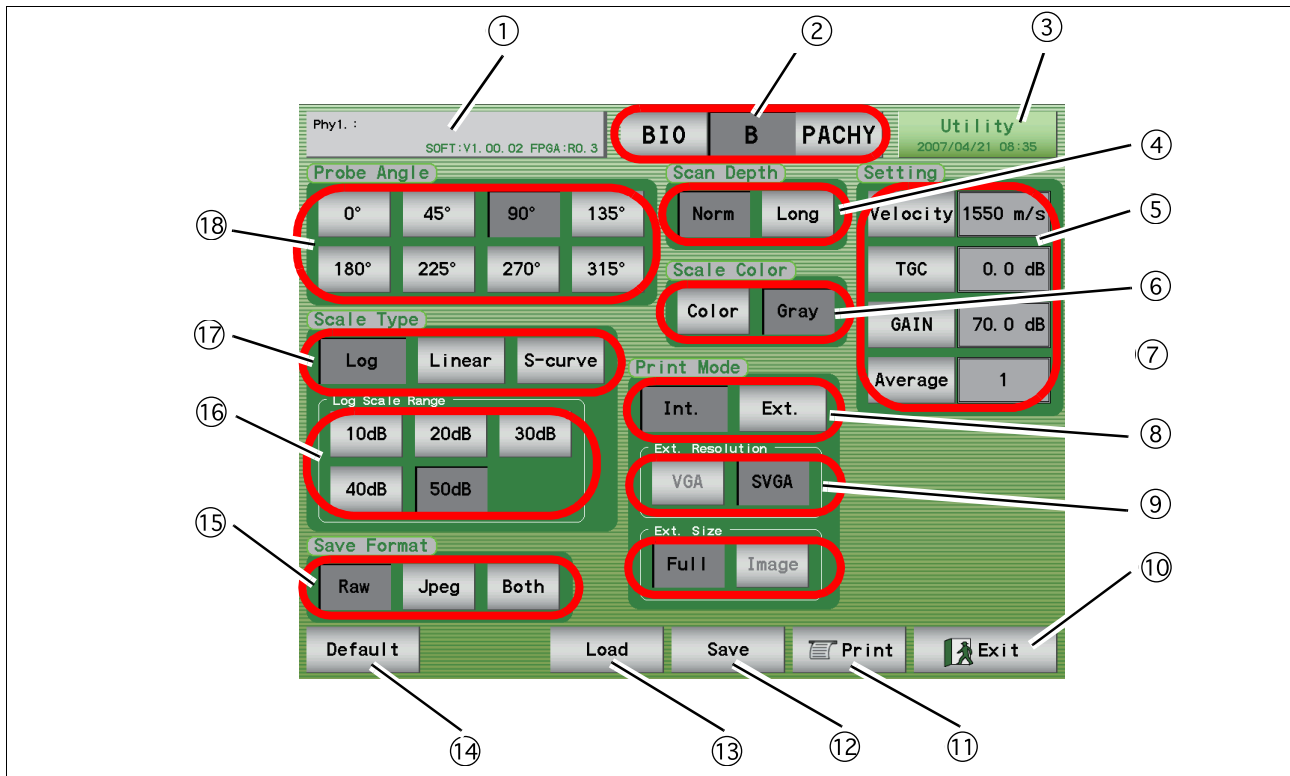 ① ② ③
Phy1. :
SOFT:V1.00.02 FPGA:R0.3
BIO B PACHY
Utility
2007/04/21 08:35
④
Probe Angle
0° 45° 90° 135°
180° 225° 270° 315°
⑱
Scan Depth
Norm Long
Setting
Velocity 1550 m/s
TGC 0.0 dB
GAIN 70.0 dB
Average 1
⑤
Scale Color
Color Gray
⑥
⑦
Scale Type
Log Linear S-curve
⑰
Log Scale Range
10dB 20dB 30dB
40dB 50dB
⑯
Print Mode
Int. Ext.
⑧
Ext. Resolution
VGA SVGA
⑨
Ext. Size
Full Image
Save Format
Raw Jpeg Both
⑮
⑩
Default Load Save Print Exit
⑭ ⑬ ⑫ ⑪